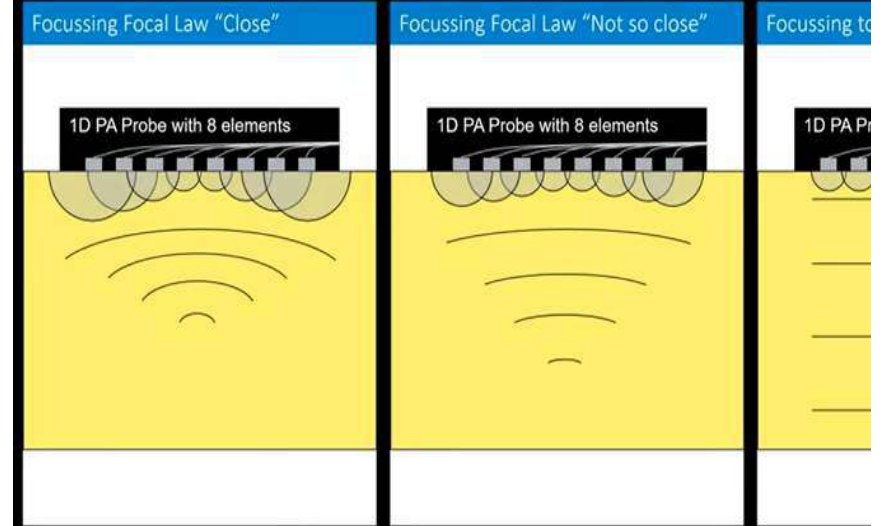 Focussing Focal Law “Close”
Focussing Focal Law “Not so close”
Focussing to
1D PA Probe with 8 elements
1D PA Probe with 8 elements
1D PA Pr